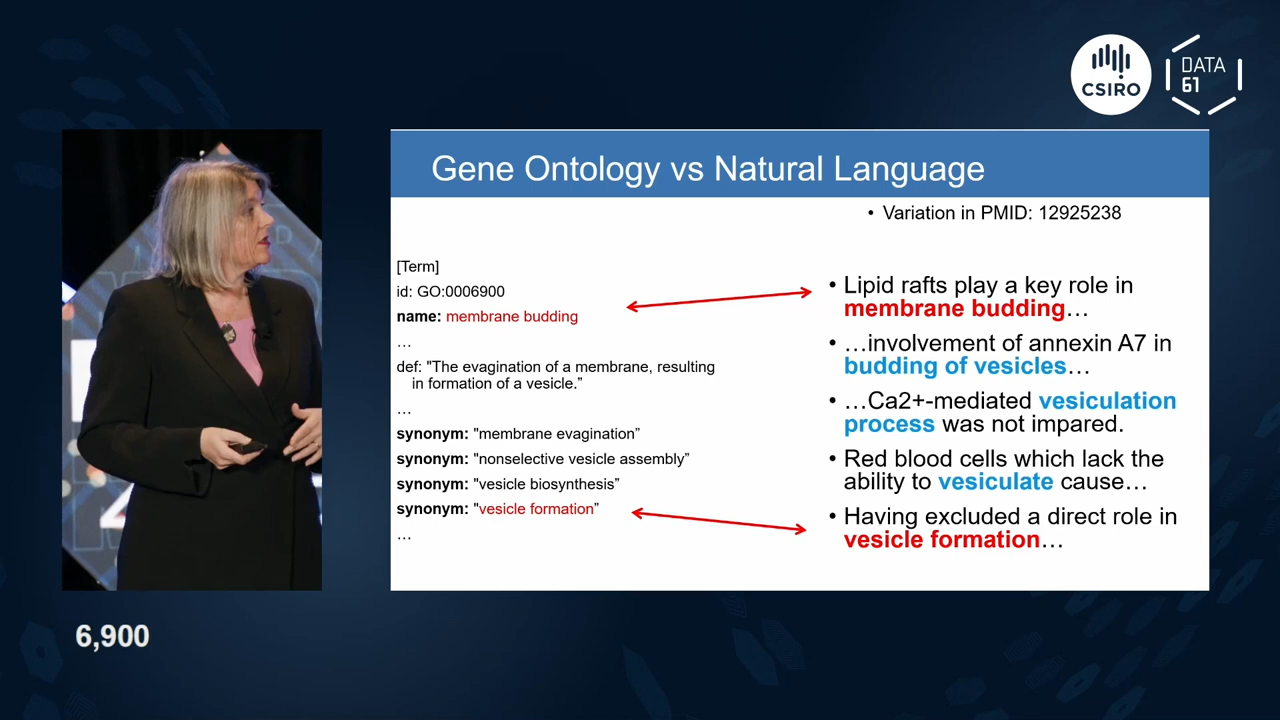 CSIRO
DATA
61
Gene Ontology vs Natural Language
• Variation in PMID: 12925238
[Term]
id: GO:0006900
name: membrane budding
…
def: "The evagination of a membrane, resulting
in formation of a vesicle.”
…
synonym: "membrane evagination”
synonym: "nonselective vesicle assembly”
synonym: "vesicle biosynthesis”
synonym: "vesicle formation”
…
• Lipid rafts play a key role in
membrane budding…
• …involvement of annexin A7 in
budding of vesicles…
• …Ca2+-mediated vesiculation
process was not impared.
• Red blood cells which lack the
ability to vesiculate cause…
• Having excluded a direct role in
vesicle formation…
6,900